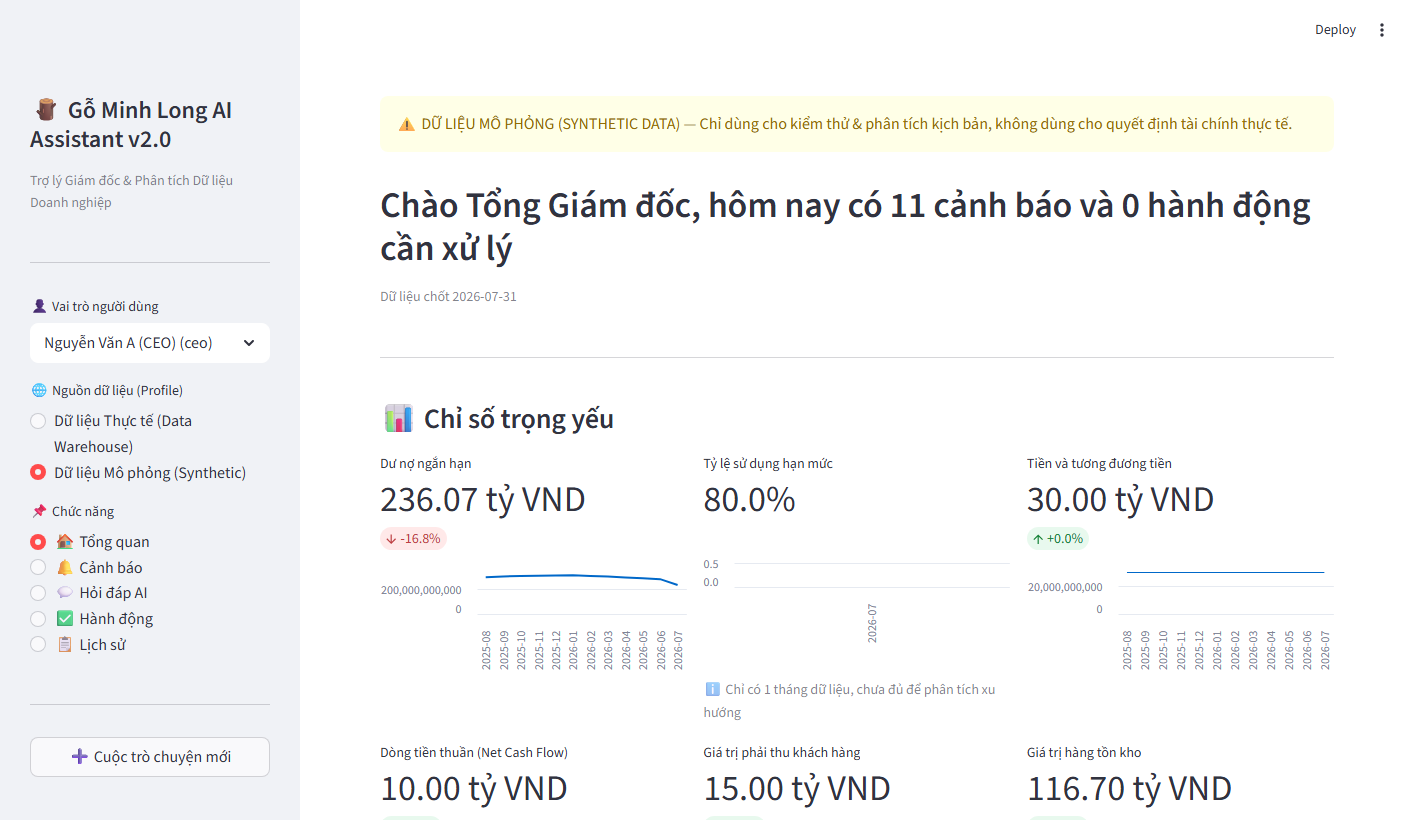 Deploy
Gỗ Minh Long AI
Assistant v2.0
Trợ lý Giám đốc & Phân tích Dữ liệu
Doanh nghiệp
Vai trò người dùng
Nguyễn Văn A (CEO) (ceo)
Nguồn dữ liệu (Profile)
Dữ liệu Thực tế (Data
Warehouse)
Dữ liệu Mô phỏng (Synthetic)
Chức năng
Tổng quan
Cảnh báo
Hỏi đáp AI
Hành động
Lịch sử
Cuộc trò chuyện mới
DỮ LIỆU MÔ PHỎNG (SYNTHETIC DATA) — Chỉ dùng cho kiểm thử & phân tích kịch bản, không dùng cho quyết định tài chính thực tế.
Chào Tổng Giám đốc, hôm nay có 11 cảnh báo và 0 hành động
cần xử lý
Dữ liệu chốt 2026-07-31
Chỉ số trọng yếu
Dư nợ ngắn hạn
236.07 tỷ VND
-16.8%
200,000,000,000
0
2025-08
2025-09
2025-10
2025-11
2025-12
2026-01
2026-02
2026-03
2026-04
2026-05
2026-06
2026-07
Tỷ lệ sử dụng hạn mức
80.0%
0.5
0.0
2026-07
Chỉ có 1 tháng dữ liệu, chưa đủ để phân tích xu
hướng
Tiền và tương đương tiền
30.00 tỷ VND
+0.0%
20,000,000,000
0
2025-08
2025-09
2025-10
2025-11
2025-12
2026-01
2026-02
2026-03
2026-04
2026-05
2026-06
2026-07
Dòng tiền thuần (Net Cash Flow)
10.00 tỷ VND
Giá trị phải thu khách hàng
15.00 tỷ VND
Giá trị hàng tồn kho
116.70 tỷ VND